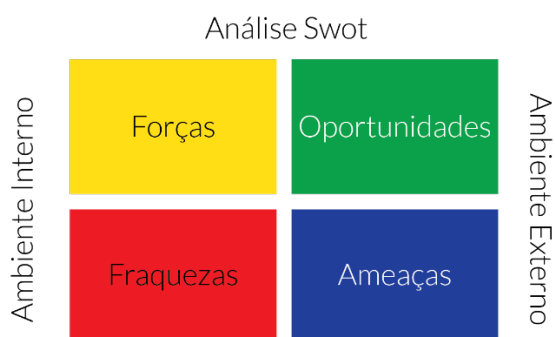 Análise Swot
Ambiente Interno
Forças
Oportunidades
Fraquezas
Ameaças
Ambiente Externo